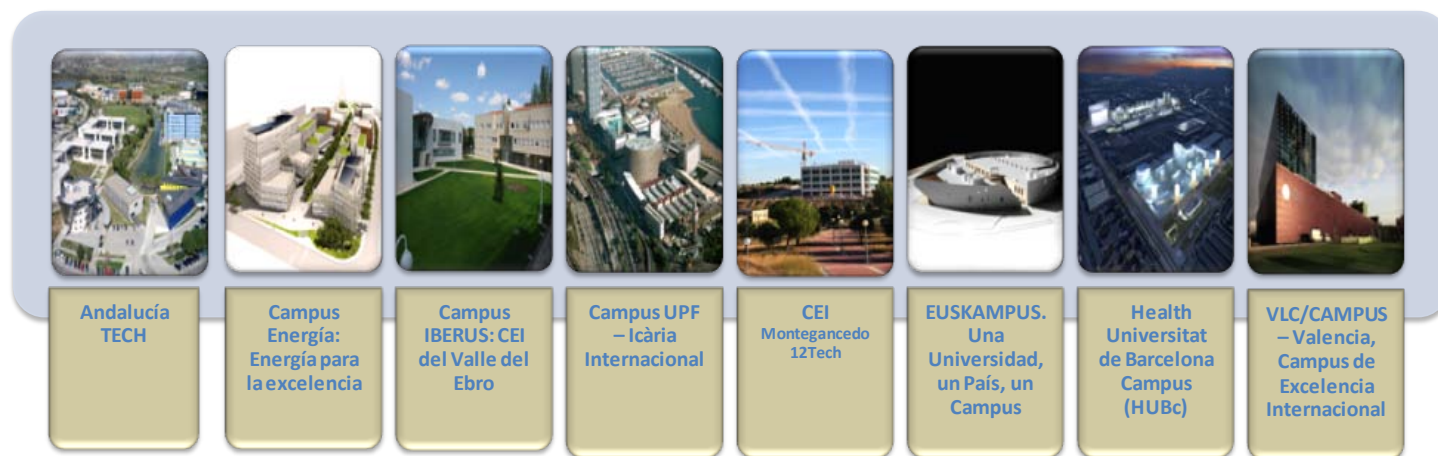 Andalucía
TECH
Campus
Energía:
Energía para
la excelencia
Campus
IBERUS: CEI
del Valle del
Ebro
Campus UPF
– Icària
Internacional
CEI
Montegancedo
12Tech
EUSKAMPUS.
Una
Universidad,
un País, un
Campus
Health
Universitat
de Barcelona
Campus
(HUBc)
VLC/CAMPUS
– Valencia,
Campus de
Excelencia
Internacional